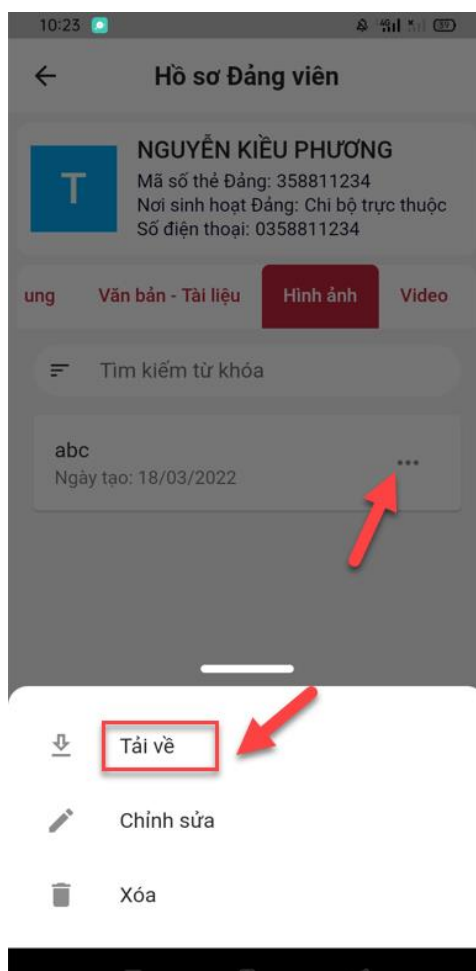 10:23
Hồ sơ Đảng viên
T
NGUYỄN KIỀU PHƯƠNG
Mã số thẻ Đảng: 358811234
Nơi sinh hoạt Đảng: Chi bộ trực thuộc
Số điện thoại: 0358811234
ung Văn bản - Tài liệu Hình ảnh Video
Tìm kiếm từ khóa
abc
Ngày tạo: 18/03/2022
Tải về
Chỉnh sửa
Xóa